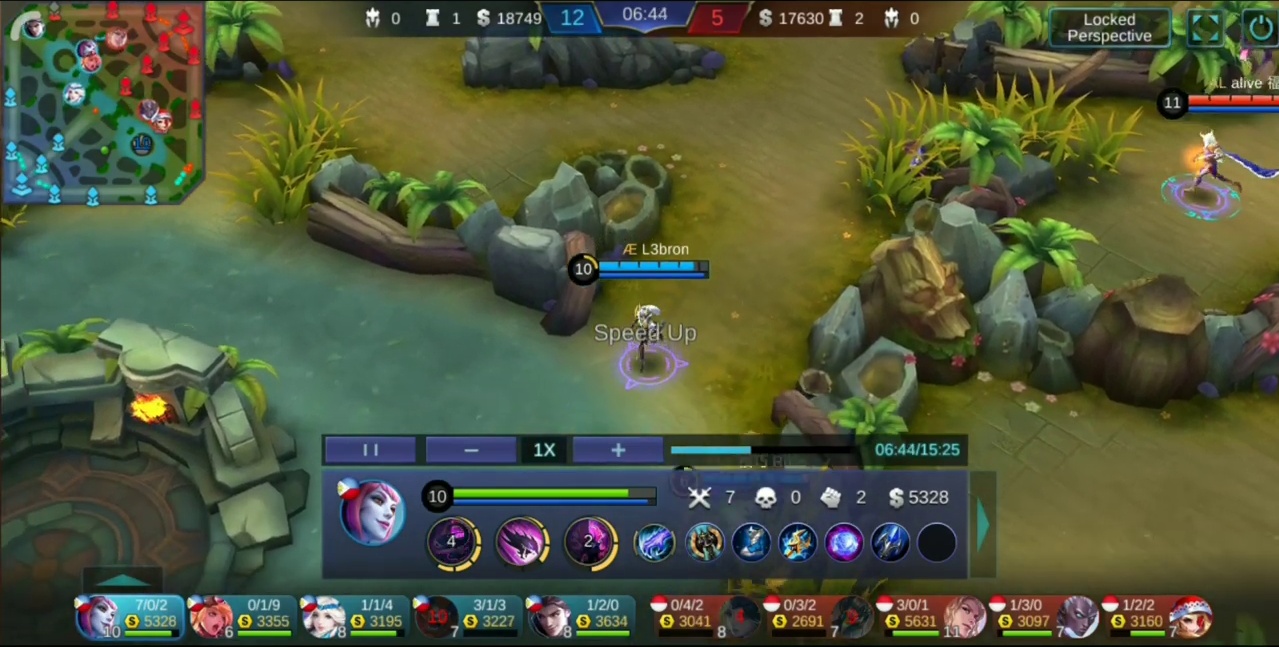 0 1 $ 18749 12 06:44 5 $ 17630 2 0
Locked
Perspective
AL alive 福
11
Æ L3bron
10
Speed Up
1X
06:44/15:25
10
7 0 2 $ 5328
4 2
7/0/2 0/1/9 1/1/4 3/1/3 1/2/0 0/4/2 0/3/2 3/0/1 1/3/0 1/2/2
S 5328 S 3355 S 3195 S 3227 S 3634 S 3041 S 2691 S 5631 S 3097 S 3160
10 6 8 10 7 8 8 4 7 11 7 7